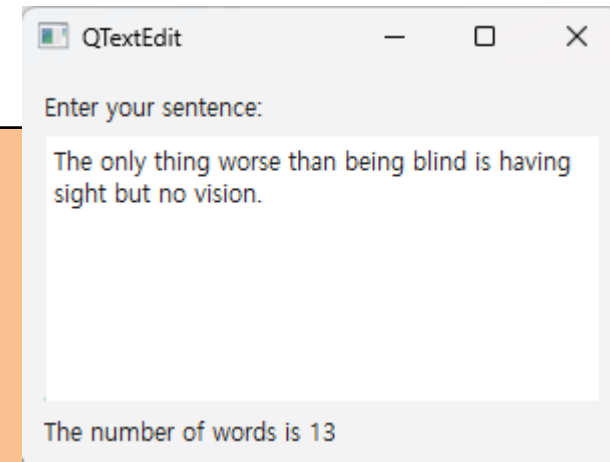 QTextEdit
Enter your sentence:
The only thing worse than being blind is having
sight but no vision.
The number of words is 13